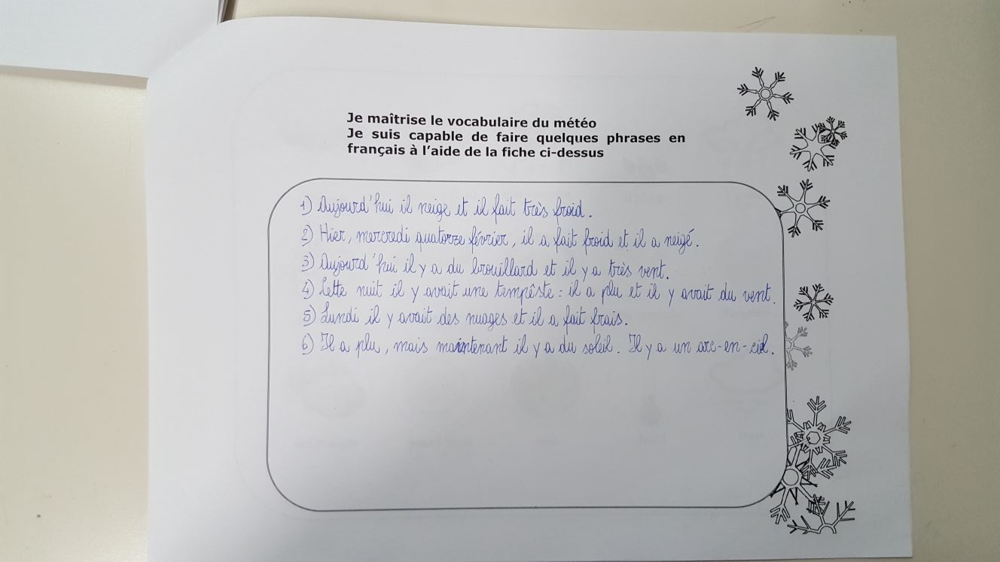 Je maîtrise le vocabulaire du météo
Je suis capable de faire quelques phrases en
français à l'aide de la fiche ci-dessus
1) Aujourd'hui il neige et il fait très froid.
2) Hier, mercredi quatorze février, il a fait froid et il a neigé.
3) Aujourd'hui il y a du brouillard et il y a très vent.
4) Cette nuit il y avait une tempêste : il a plu et il y avait du vent.
5) Lundi il y avait des nuages et il a fait frais.
6) Il a plu, mais maintenant il y a du soleil. Il y a un arc-en-ciel.